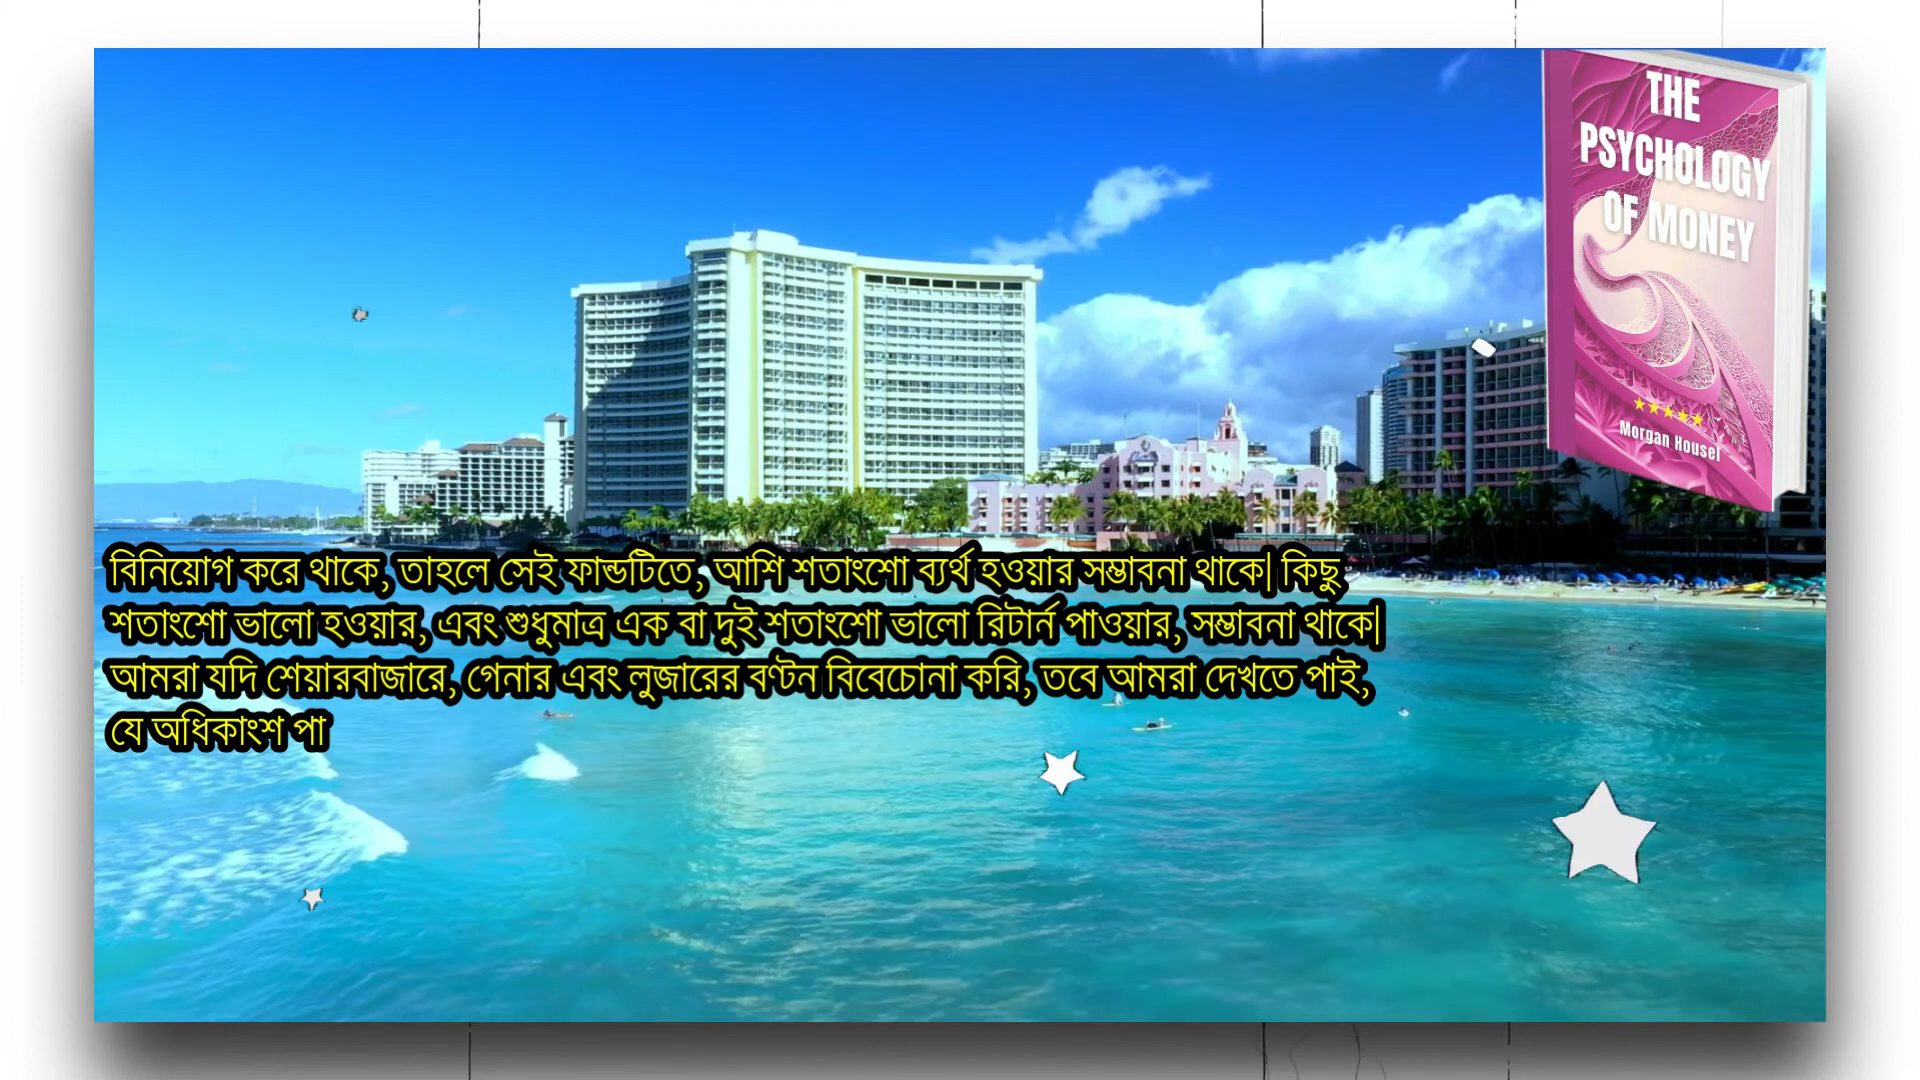 THE
PSYCHOLOGY
OF MONEY
Morgan Housel
বিনিয়োগ করে থাকে, তাহলে সেই ফান্ডটিতে, আশি শতাংশো ব্যর্থ হওয়ার সম্ভাবনা থাকে| কিছু
শতাংশো ভালো হওয়ার, এবং শুধুমাত্র এক বা দুই শতাংশো ভালো রিটার্ন পাওয়ার, সম্ভাবনা থাকে|
আমরা যদি শেয়ারবাজারে, গেনার এবং লুজারের বণ্টন বিবেচোনা করি, তবে আমরা দেখতে পাই,
যে অধিকাংশ পা